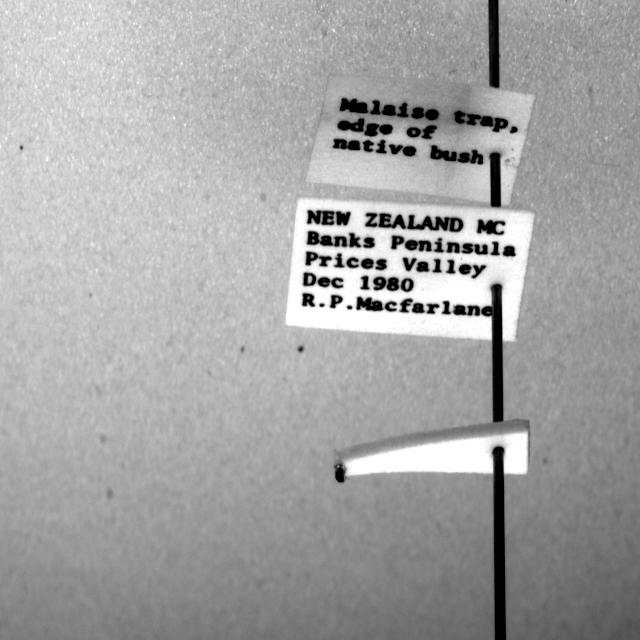 Malaise trap.
edge of
native bush
NEW ZEALAND MC
Banks Peninsula
Prices Valley
Dec 1980
R.P.Macfarlane